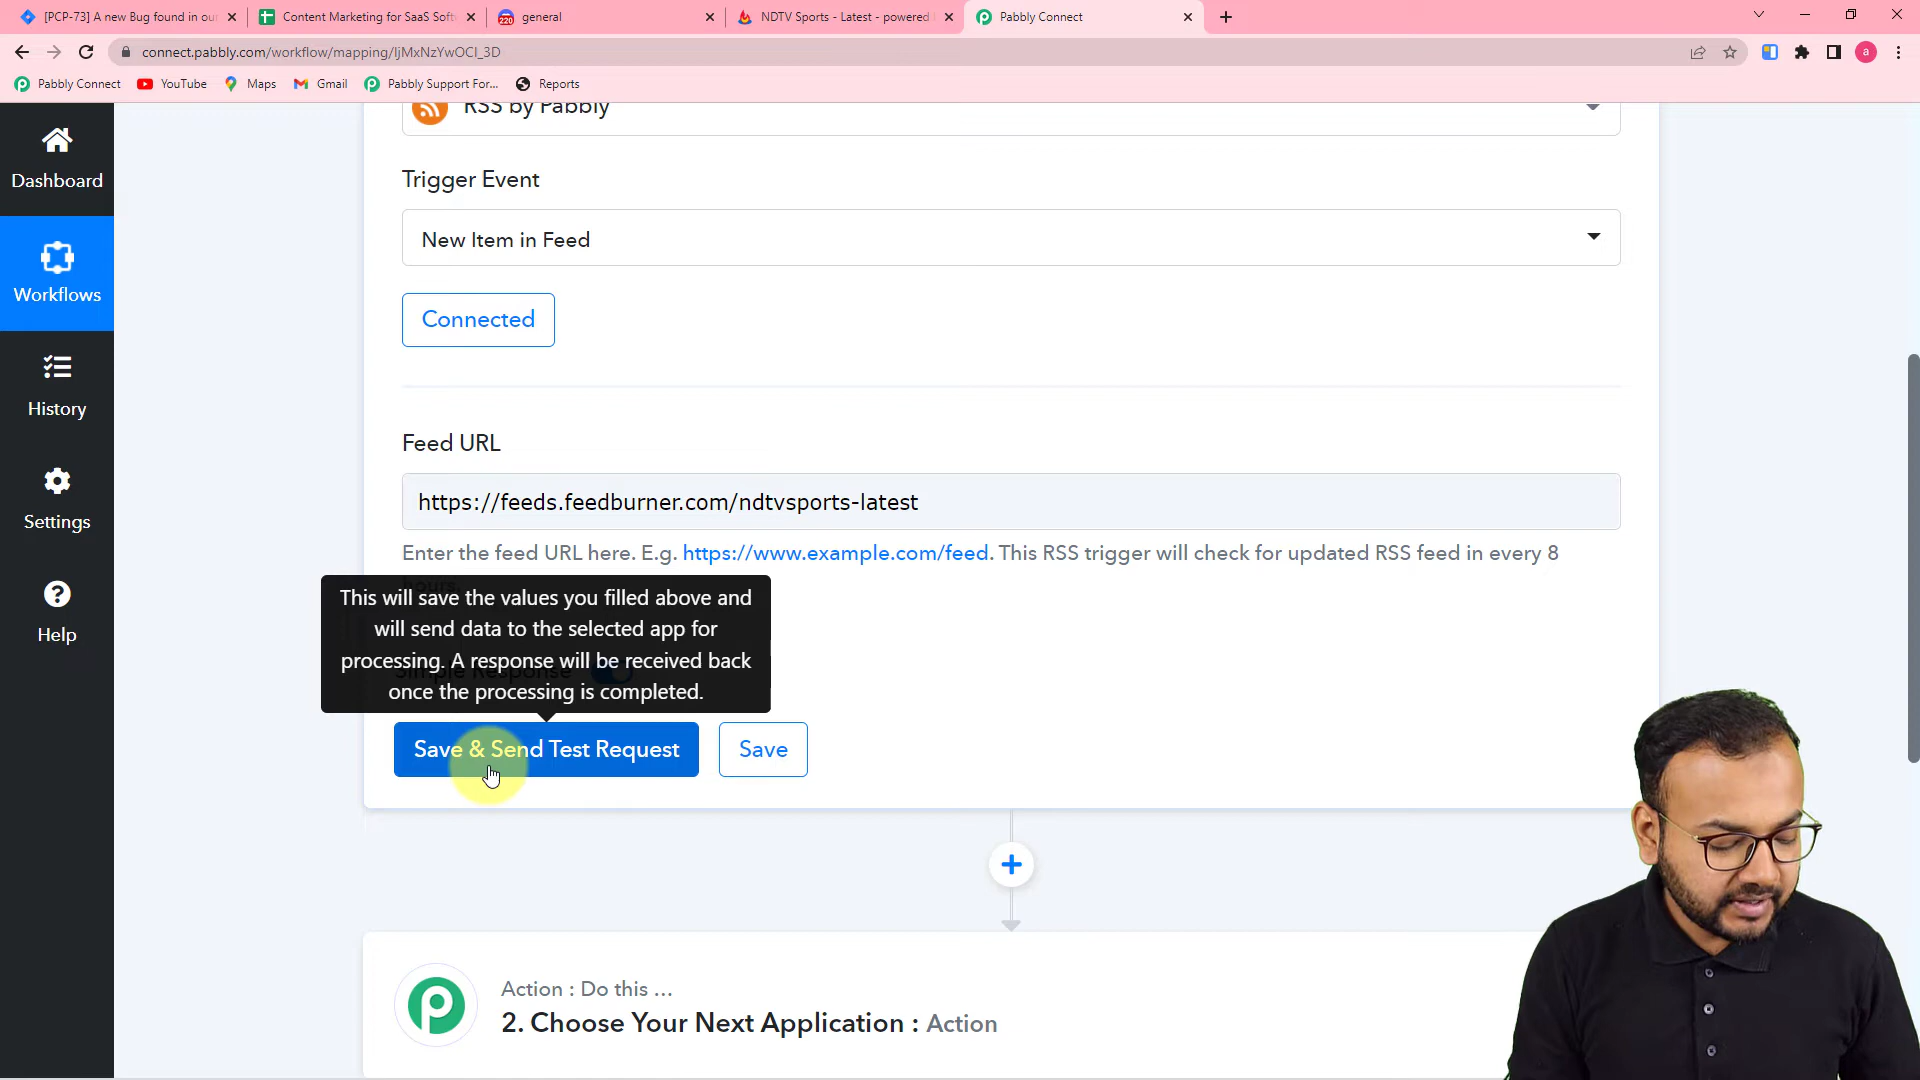 [PCP-73] A new Bug found in ou
Content Marketing for SaaS Soft
220
general
NDTV Sports - Latest - powered
Pabbly Connect
connect.pabbly.com/workflow/mapping/IjMxNzYwOCI_3D
a
Pabbly Connect
YouTube
Maps
Gmail
Pabbly Support For...
Reports
RSS by Pabbly
Dashboard
Trigger Event
New Item in Feed
Workflows
Connected
History
Feed URL
https://feeds.feedburner.com/ndtvsports-latest
Settings
Enter the feed URL here. E.g. https://www.example.com/feed. This RSS trigger will check for updated RSS feed in every 8
hours
This will save the values you filled above and
will send data to the selected app for
processing. A response will be received back
once the processing is completed.
Help
Simple Response
Save & Send Test Request
Save
Action : Do this ...
2. Choose Your Next Application : Action